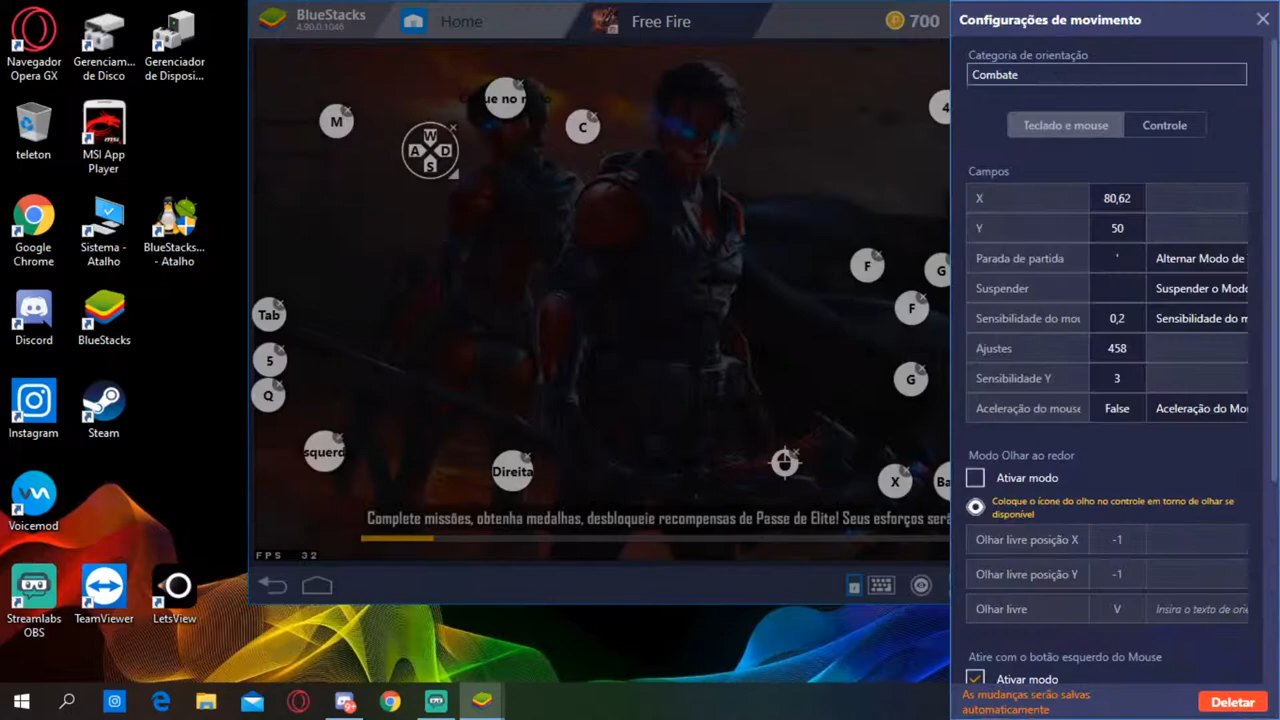 Navegador
Opera GX
Gerenciam...
de Disco
Gerenciador
de Disposi...
teleton
MSI App
Player
Google
Chrome
Sistema -
Atalho
BlueStacks...
- Atalho
Discord
BlueStacks
Instagram
Steam
Voicemod
Streamlabs
OBS
TeamViewer
LetsView
BlueStacks
4.90.0.1046
Home
Free Fire
P 700
M
C
4
W
A D
S
F
G
F
Tab
5
Q
G
squerd
Direita
X
Ba
Complete missões, obtenha medalhas, desbloqueie recompensas de Passe de Elite! Seus esforços serã
FPS 32
Configurações de movimento
Categoria de orientação
Combate
Teclado e mouse Controle
Campos
X 80,62
Y 50
Parada de partida ' Alternar Modo de
Suspender Suspender o Modo
Sensibilidade do mou 0,2 Sensibilidade do m
Ajustes 458
Sensibilidade Y 3
Aceleração do mouse False Aceleração do Mou
Modo Olhar ao redor
Ativar modo
Coloque o ícone do olho no controle em torno de olhar se
disponível
Olhar livre posição X -1
Olhar livre posição Y -1
Olhar livre V Insira o texto de orie
Atire com o botão esquerdo do Mouse
Ativar modo
As mudanças serão salvas
automaticamente
Deletar